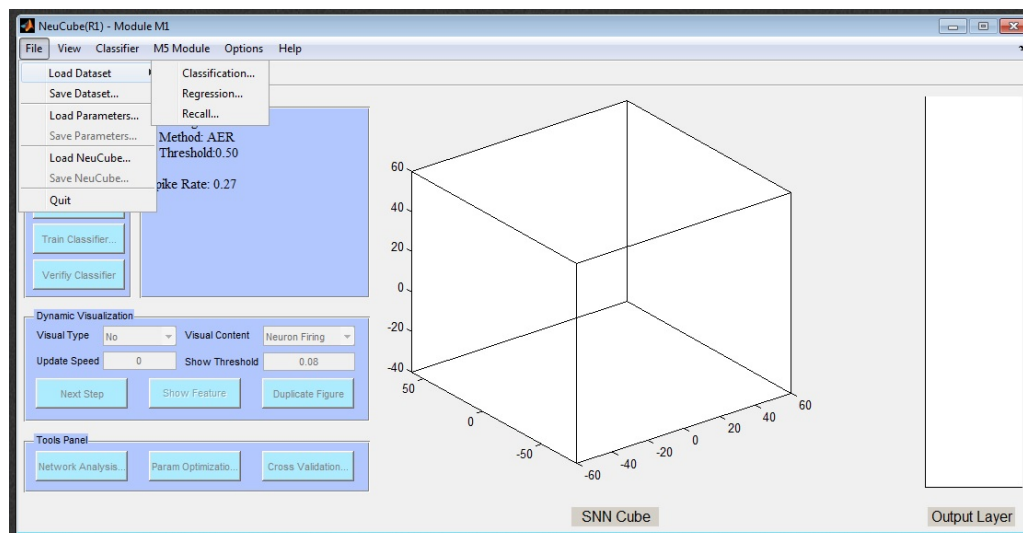 NeuCube(R1) - Module M1
File View Classifier M5 Module Options Help
Load Dataset
Classification...
Save Dataset...
Regression...
Load Parameters...
Recall...
Save Parameters...
Method: AER
Load NeuCube...
Threshold:0.50
Save NeuCube...
pike Rate: 0.27
Quit
Train Classifier...
Verifiy Classifier
Dynamic Visualization
Visual Type No Visual Content Neuron Firing
Update Speed 0 Show Threshold 0.08
Next Step Show Feature Duplicate Figure
Tools Panel
Network Analysis... Param Optimizatio... Cross Validation...
60
40
20
0
-20
-40
50
0
-50
-60
-40
-20
0
20
40
60
SNN Cube
Output Layer